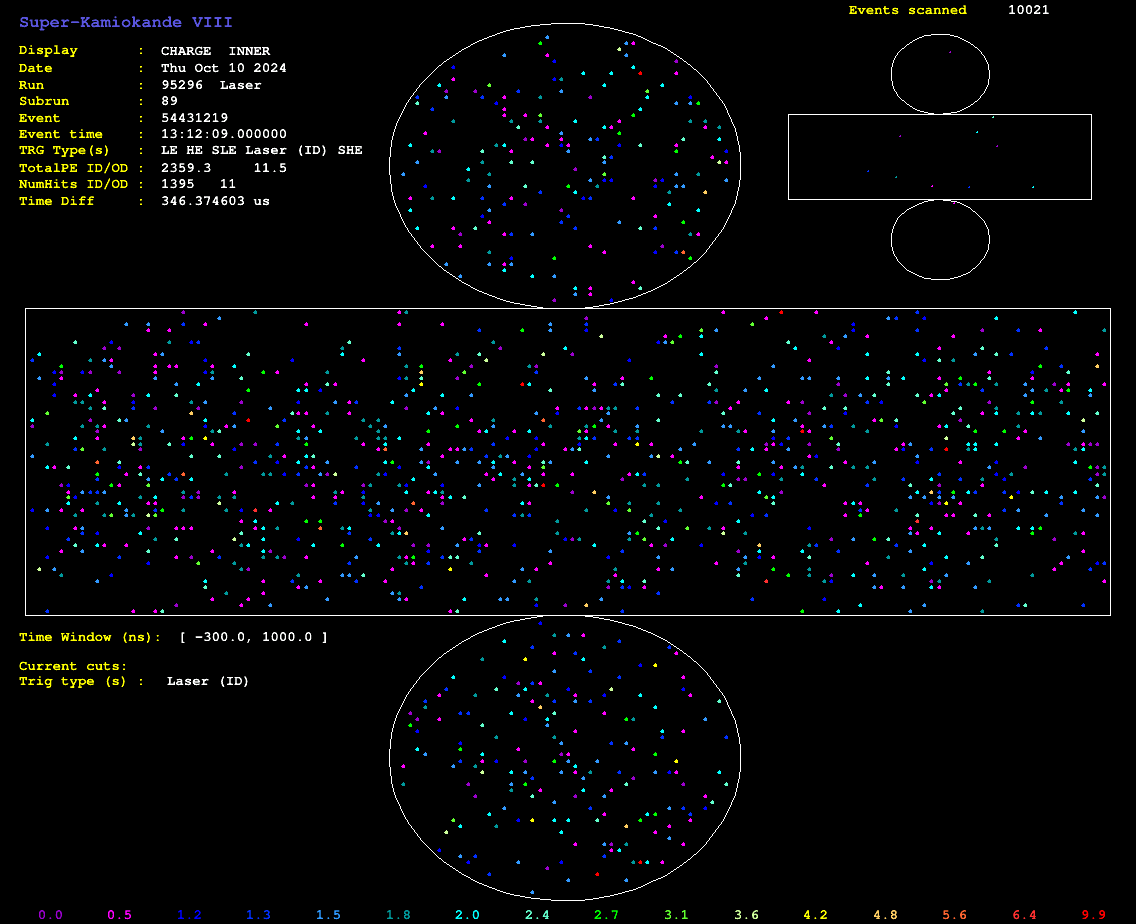 Super-Kamiokande VIII
Events scanned 10021
Display : CHARGE INNER
Date : Thu Oct 10 2024
Run : 95296 Laser
Subrun : 89
Event : 54431219
Event time : 13:12:09.000000
TRG Type(s) : LE HE SLE Laser (ID) SHE
TotalPE ID/OD : 2359.3 11.5
NumHits ID/OD : 1395 11
Time Diff : 346.374603 us
Time Window (ns): [ -300.0, 1000.0 ]
Current cuts:
Trig type (s) : Laser (ID)
0.0 0.5 1.2 1.3 1.5 1.8 2.0 2.4 2.7 3.1 3.6 4.2 4.8 5.6 6.4 9.9